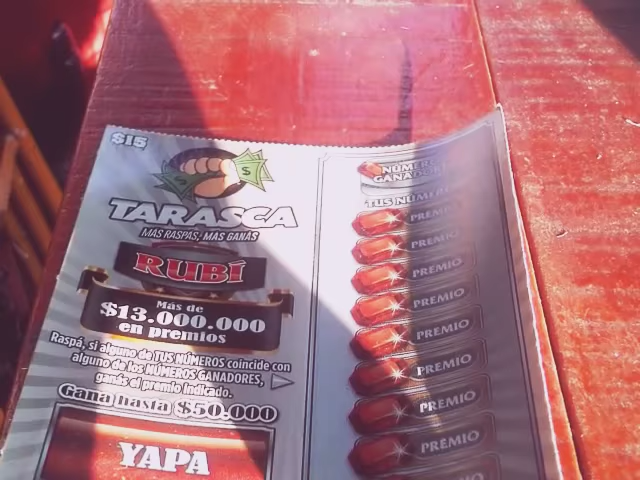 $15
TARASCA
MAS RASPAS, MAS GANÁS
RUBÍ
Más de
$13.000.000
en premios
Raspá, si alguno de TUS NÚMEROS coincide con
alguno de los NÚMEROS GANADORES,
ganás el premio indicado.
Gana hasta $50.000
YAPA
NÚMEROS
GANADORES
TUS NÚMEROS
PREMIO
PREMIO
PREMIO
PREMIO
PREMIO
PREMIO
PREMIO
PREMIO